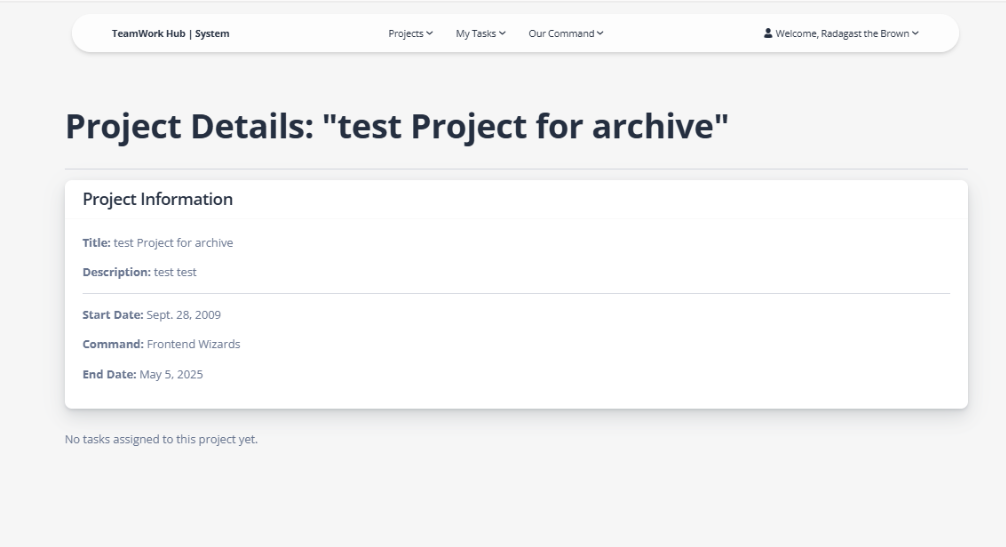 TeamWork Hub | System
Projects
My Tasks
Our Command
Welcome, Radagast the Brown
Project Details: "test Project for archive"
Project Information
Title: test Project for archive
Description: test test
Start Date: Sept. 28, 2009
Command: Frontend Wizards
End Date: May 5, 2025
No tasks assigned to this project yet.